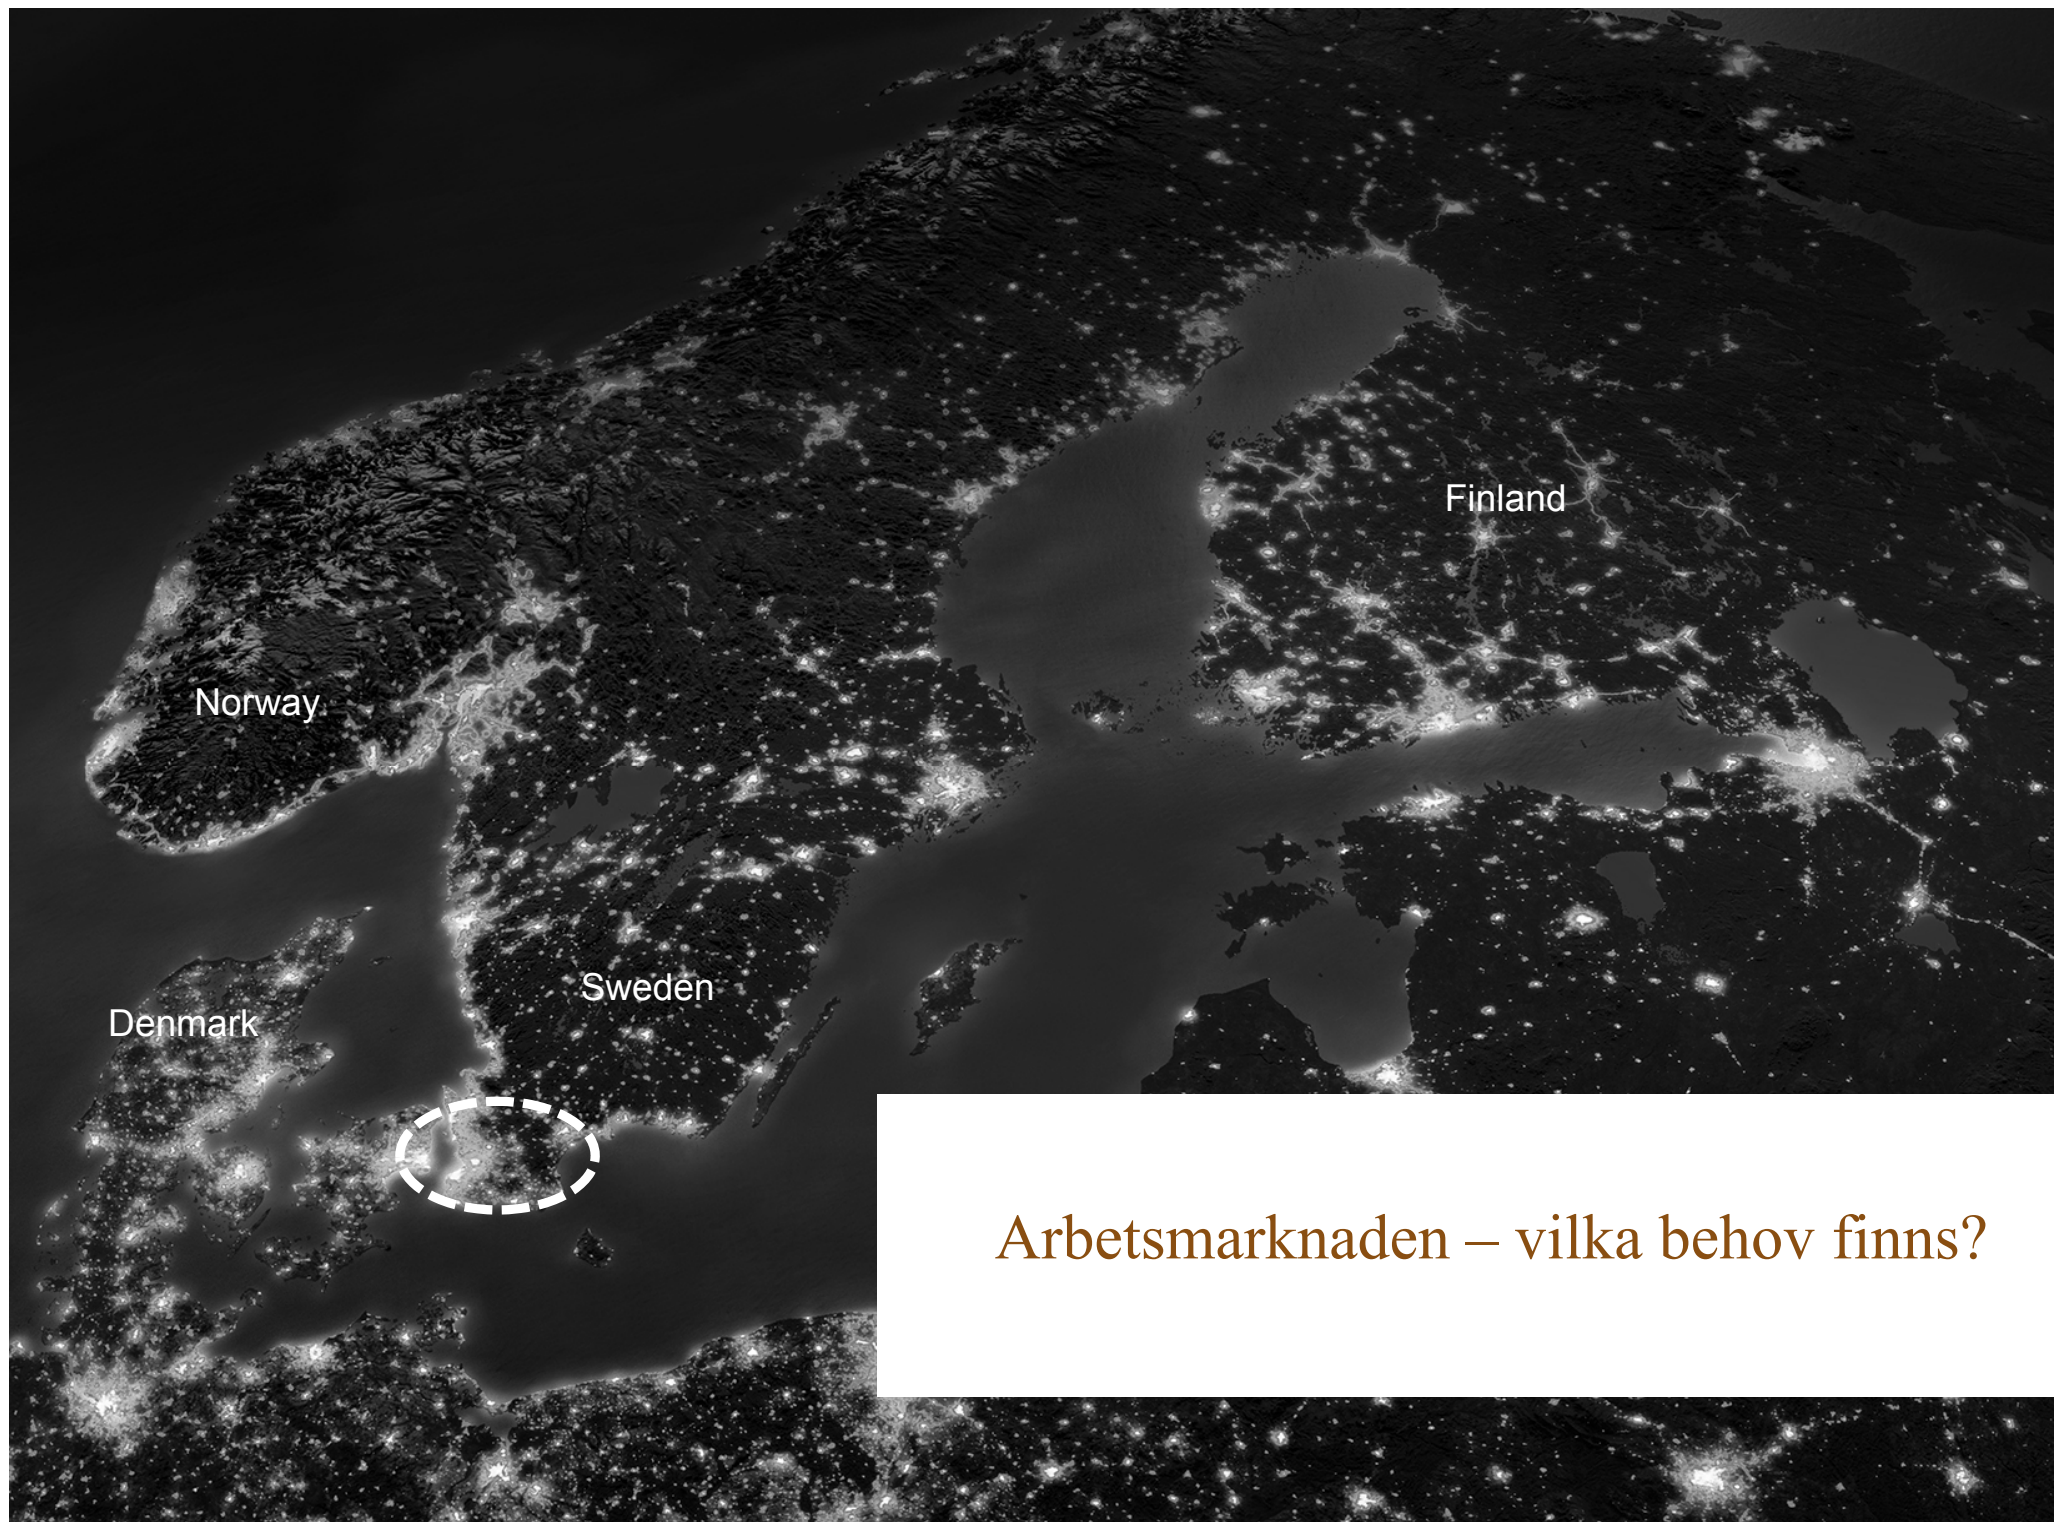 Finland
Norway
Sweden
Denmark
Arbetsmarknaden – vilka behov finns?